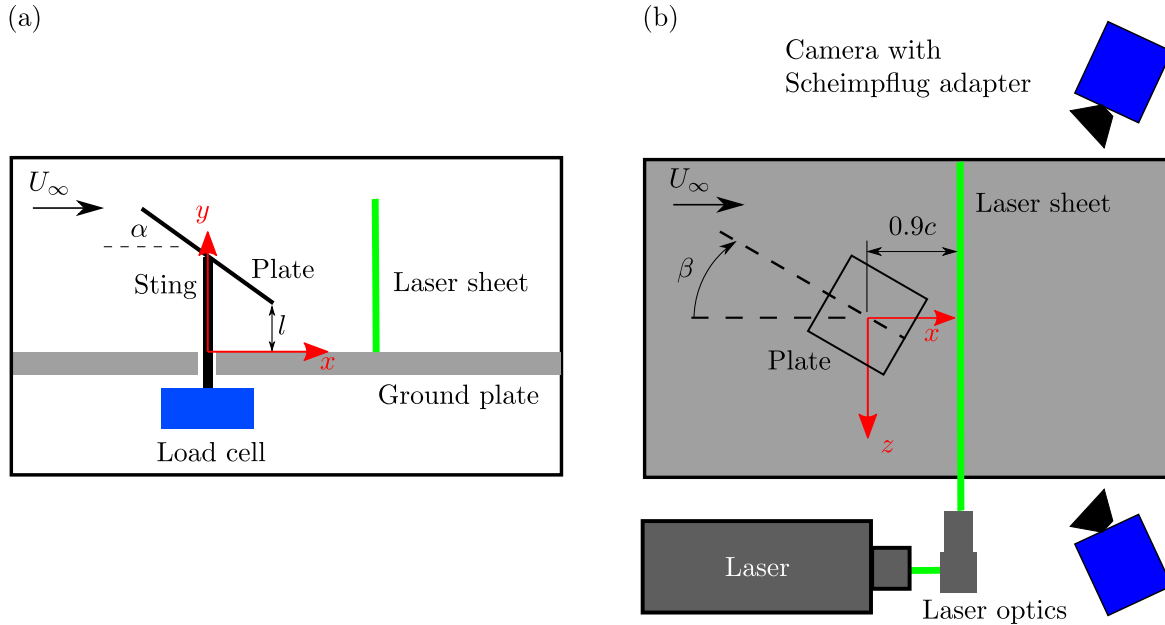 (a)
U∞
α
y
Sting
Plate
l
Laser sheet
x
Ground plate
Load cell
(b)
Camera with
Scheimpflug adapter
U∞
Laser sheet
0.9c
β
x
Plate
z
Laser
Laser optics